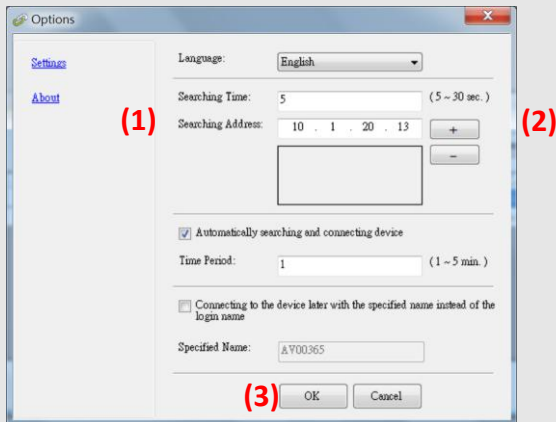 Options
Settings
About
Language: English
Searching Time: 5 (5 ~ 30 sec.)
(1) Searching Address: 10 . 1 . 20 . 13 + (2)
-
Automatically searching and connecting device
Time Period: 1 (1 ~ 5 min.)
Connecting to the device later with the specified name instead of the
login name
Specified Name: AV00365
(3) OK Cancel